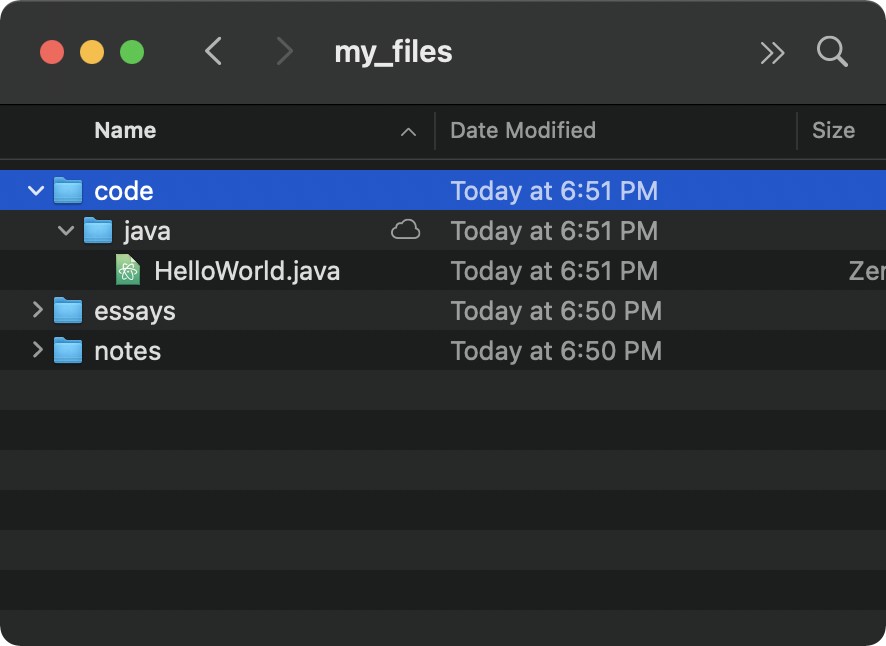 my_files
Name Date Modified Size
code Today at 6:51 PM
java Today at 6:51 PM
HelloWorld.java Today at 6:51 PM
essays Today at 6:50 PM
notes Today at 6:50 PM